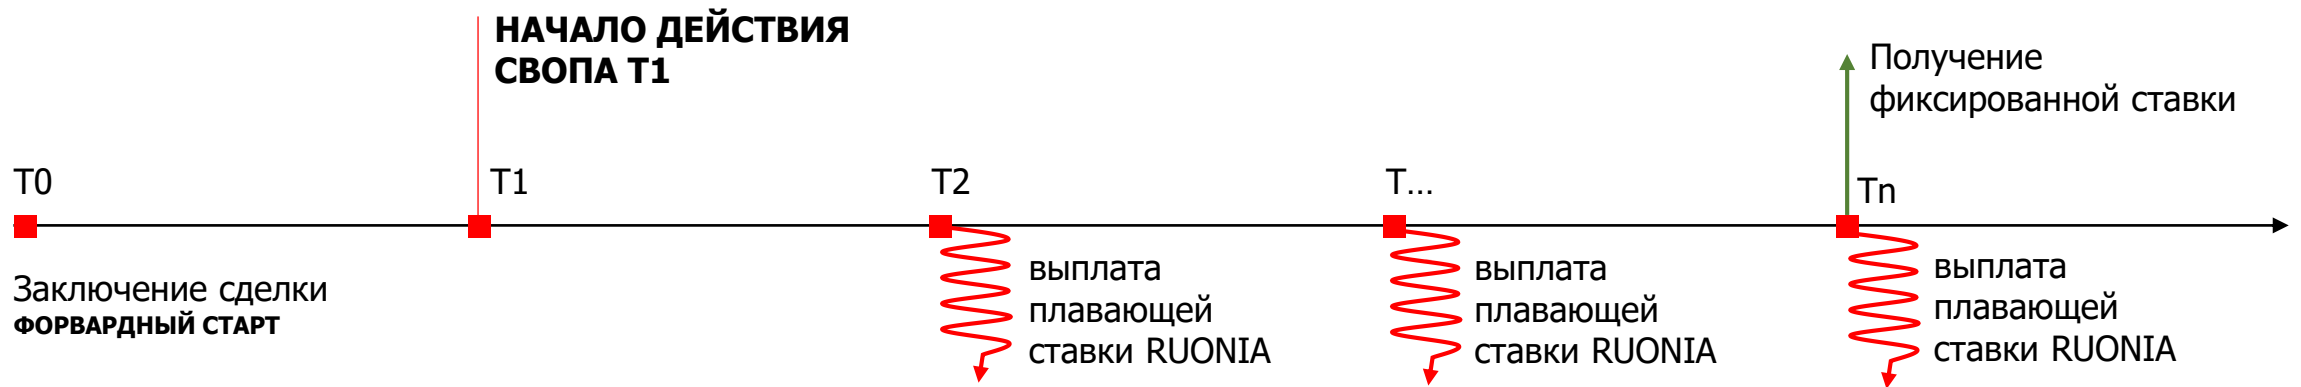 НАЧАЛО ДЕЙСТВИЯ
СВОПА Т1
Получение
фиксированной ставки
Т0
Т1
Т2
Т...
Tn
Заключение сделки
ФОРВАРДНЫЙ СТАРТ
выплата
плавающей
ставки RUONIA
выплата
плавающей
ставки RUONIA
выплата
плавающей
ставки RUONIA